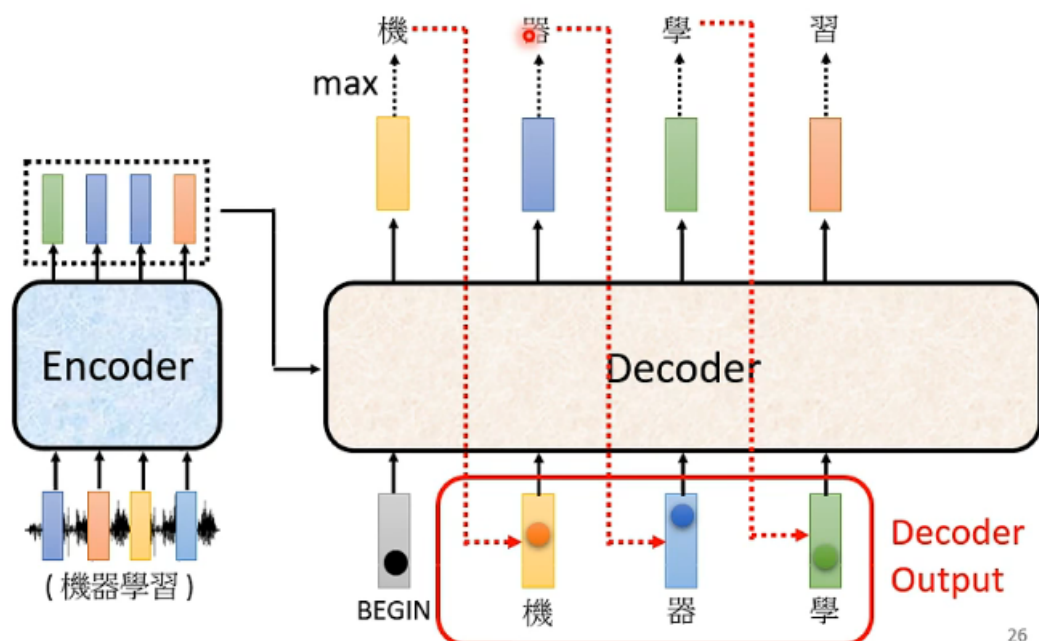 機 器 學 習
max
Encoder
Decoder
( 機器學習 )
BEGIN 機 器 學
Decoder
Output
26